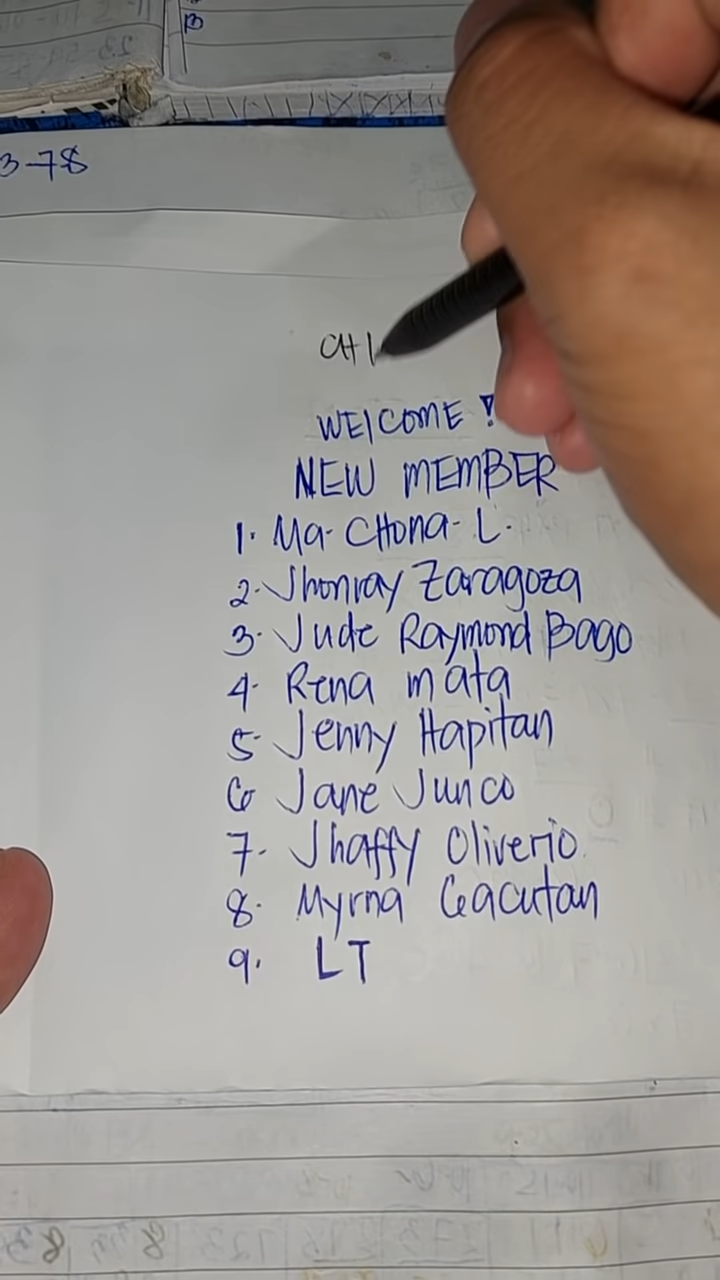 3-78
CHI
WElCOME!
NEW MEMBER
1. Ma- CHona- L.
2. Jhonray Zaragoza
3. Jude Raymond Bago
4. Rena mata
5. Jenny Hapitan
6 Jane Junco
7. Jhaffy Oliverio
8. Myrna Gacutan
9. LT